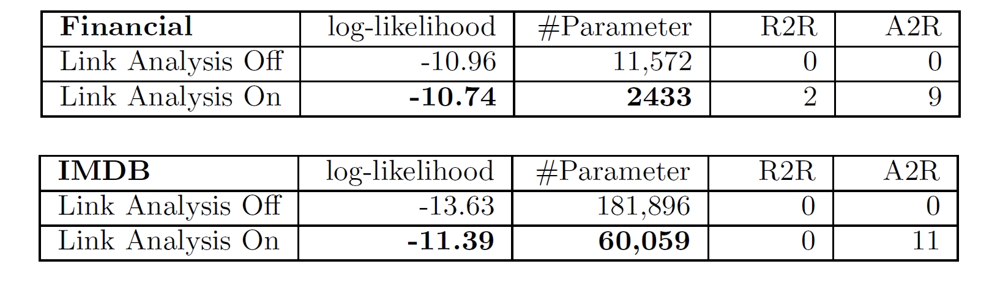 Financial log-likelihood #Parameter R2R A2R
Link Analysis Off -10.96 11,572 0 0
Link Analysis On -10.74 2433 2 9
IMDB log-likelihood #Parameter R2R A2R
Link Analysis Off -13.63 181,896 0 0
Link Analysis On -11.39 60,059 0 11